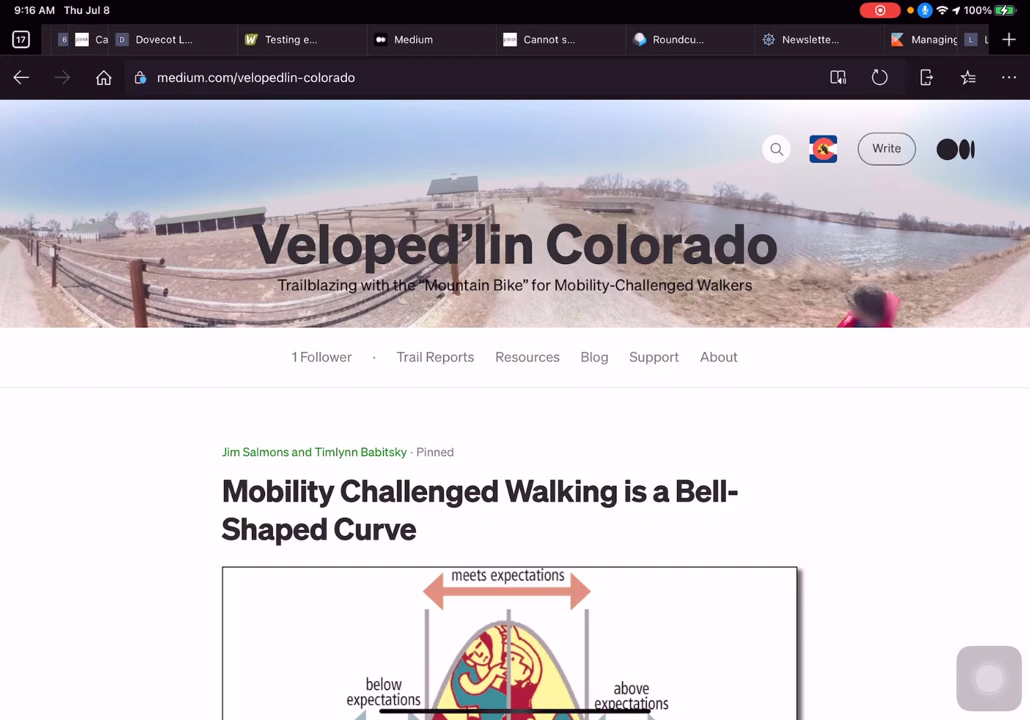 9:16 AM Thu Jul 8
100%
17
6
Ca
Dovecot L...
Testing e...
Medium
Cannot s...
Roundcu...
Newslette...
Managing
L
medium.com/velopedlin-colorado
Write
Veloped’lin Colorado
Trailblazing with the “Mountain Bike” for Mobility-Challenged Walkers
1 Follower · Trail Reports Resources Blog Support About
Jim Salmons and Timlynn Babitsky · Pinned
Mobility Challenged Walking is a Bell-
Shaped Curve
meets expectations
below
expectations
above
expectations